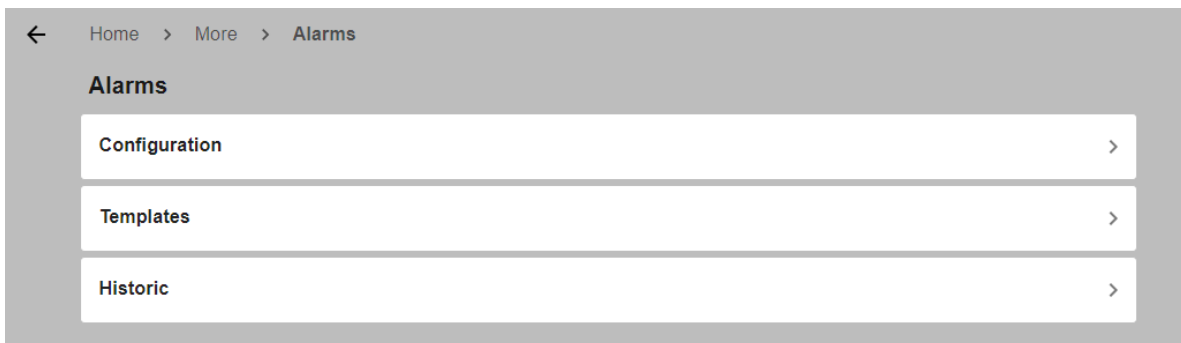 Home > More > Alarms
Alarms
Configuration
Templates
Historic